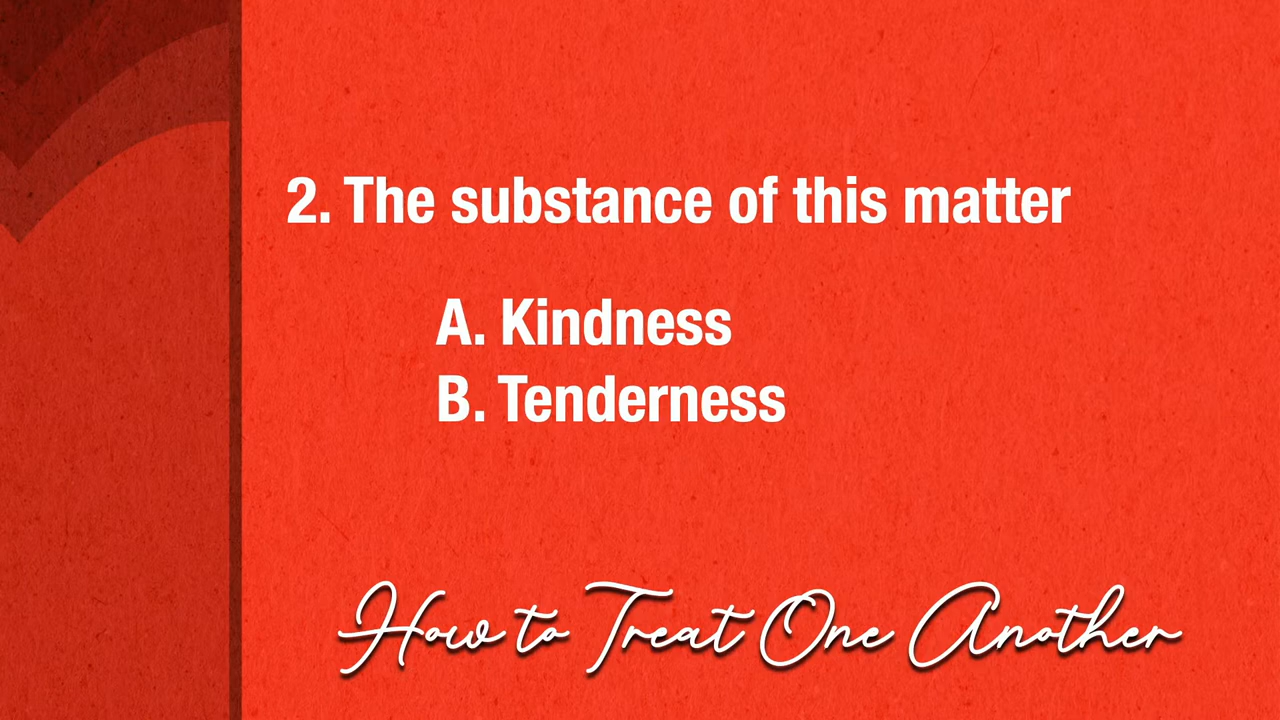 2. The substance of this matter
A. Kindness
B. Tenderness
How to Treat One Another